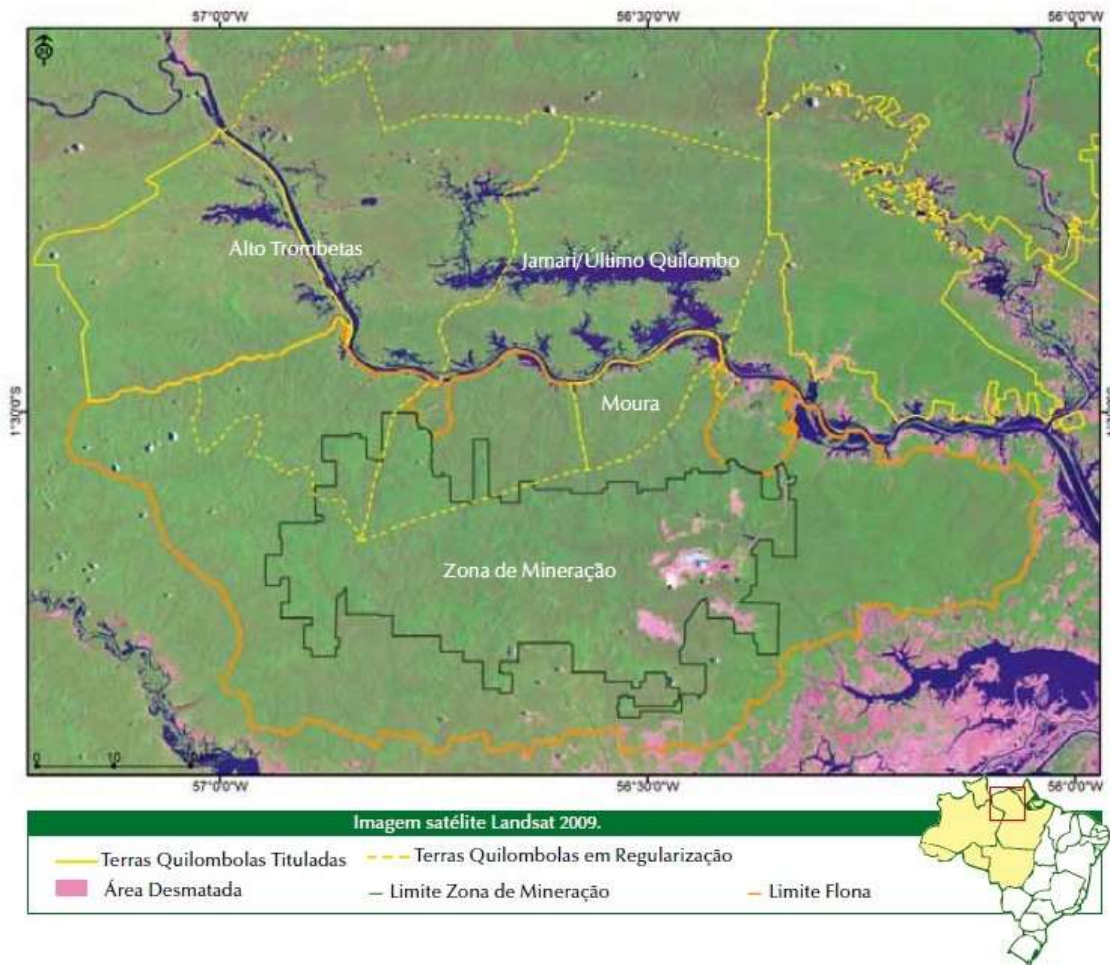 57°0'0"W 56°30'0"W 56°0'0"W
Alto Trombetas
Jamari/Último Quilombo
1°30'0"S
Moura
Zona de Mineração
0 10
57°0'0"W 56°30'0"W 56°0'0"W
Imagem satélite Landsat 2009.
Terras Quilombolas Tituladas Terras Quilombolas em Regularização
Área Desmatada Limite Zona de Mineração Limite Flona